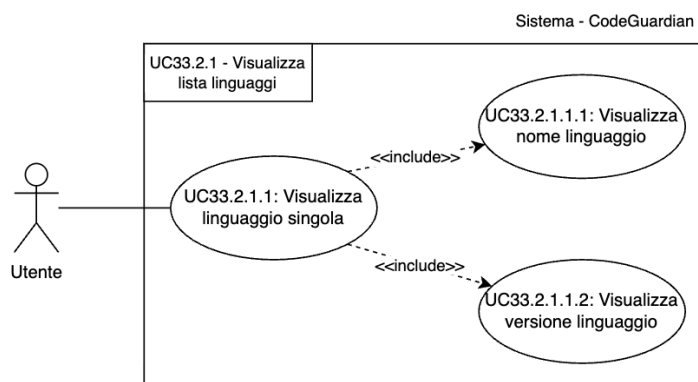 Sistema - CodeGuardian
UC33.2.1 - Visualizza
lista linguaggi
UC33.2.1.1.1: Visualizza
nome linguaggio
<<include>>
UC33.2.1.1: Visualizza
linguaggio singola
Utente
<<include>>
UC33.2.1.1.2: Visualizza
versione linguaggio